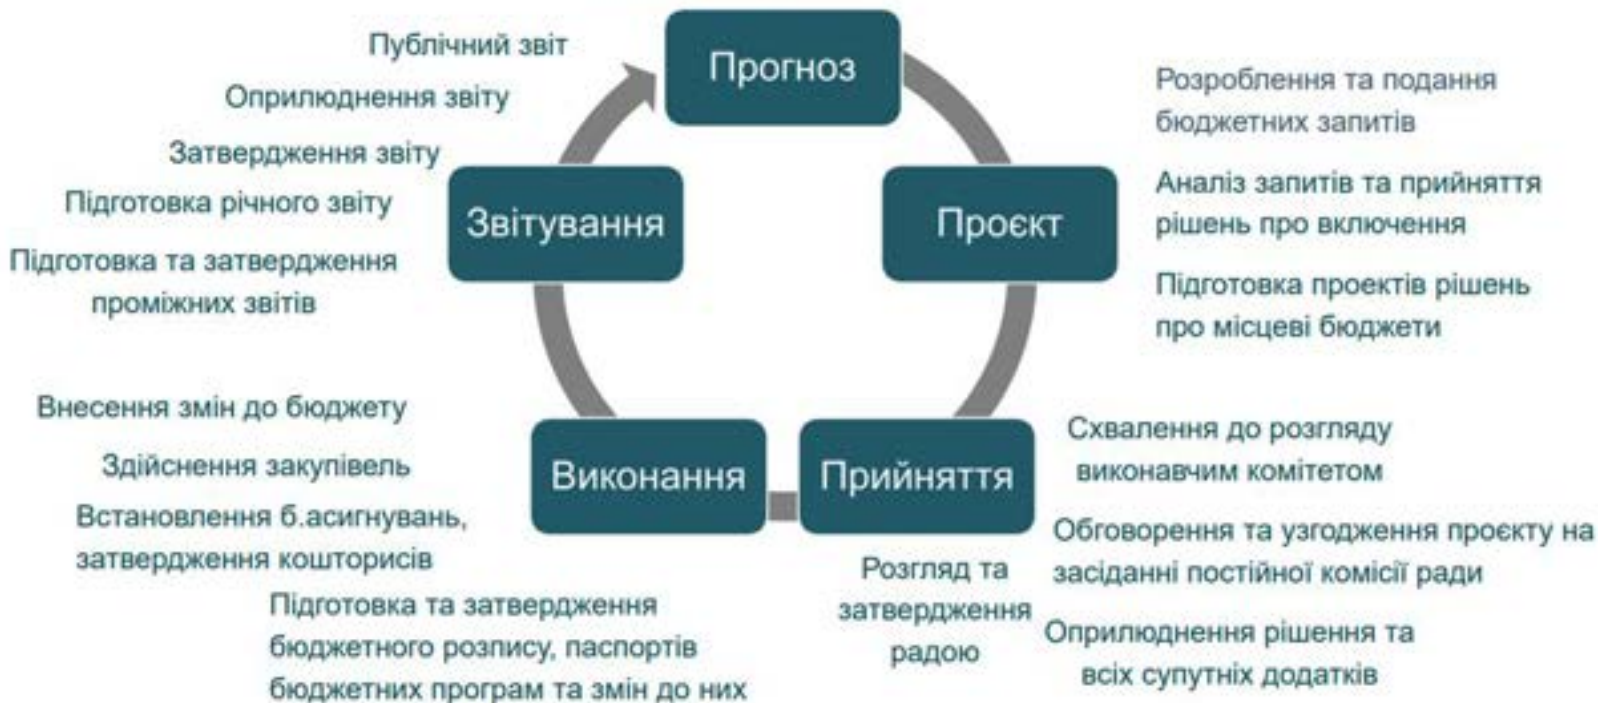 Прогноз
Розроблення та подання
бюджетних запитів
Проєкт
Аналіз запитів та прийняття
рішень про включення
Підготовка проектів рішень
про місцеві бюджети
Прийняття
Схвалення до розгляду
виконавчим комітетом
Обговорення та узгодження проєкту на
засіданні постійної комісії ради
Розгляд та
затвердження
радою
Оприлюднення рішення та
всіх супутніх додатків
Виконання
Внесення змін до бюджету
Здійснення закупівель
Встановлення б.асигнувань,
затвердження кошторисів
Підготовка та затвердження
бюджетного розпису, паспортів
бюджетних програм та змін до них
Звітування
Публічний звіт
Оприлюднення звіту
Затвердження звіту
Підготовка річного звіту
Підготовка та затвердження
проміжних звітів